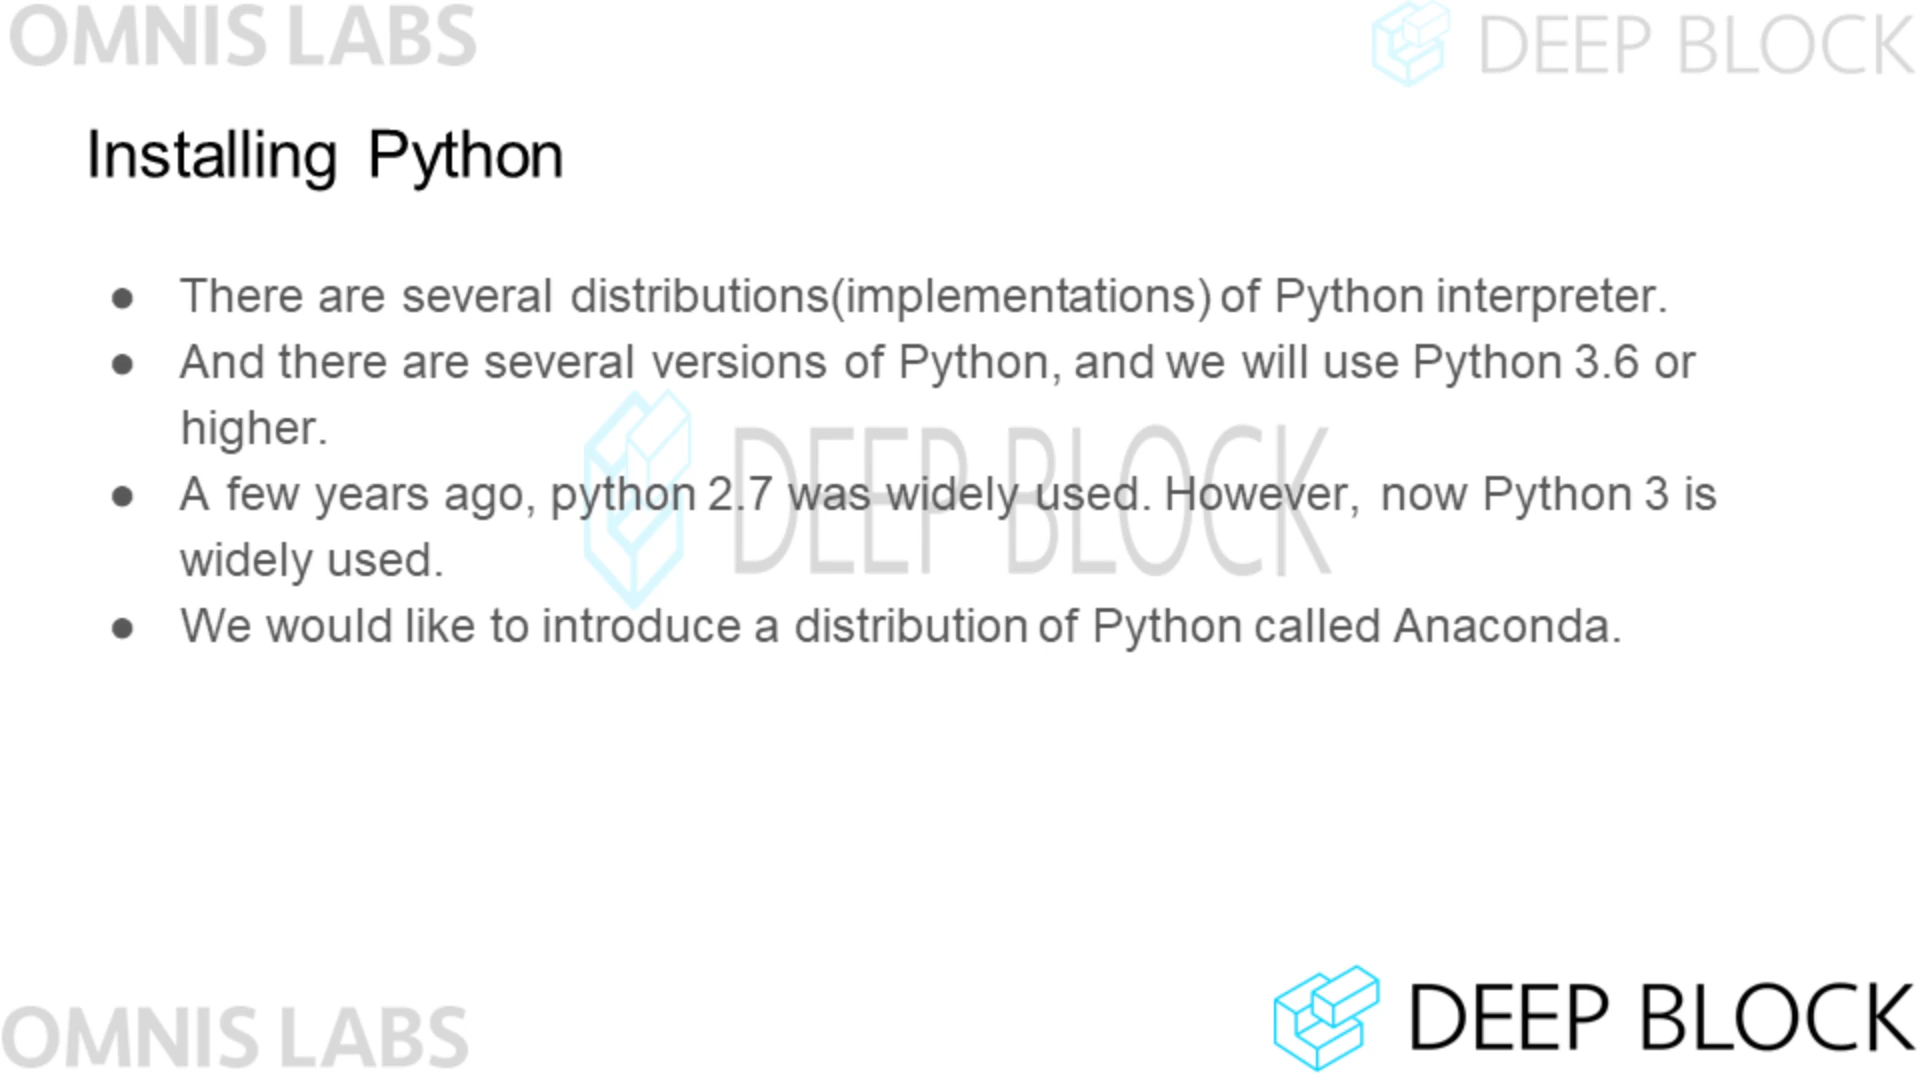 OMNIS LABS
DEEP BLOCK
Installing Python
● There are several distributions(implementations) of Python interpreter.
● And there are several versions of Python, and we will use Python 3.6 or
higher.
DEEP BLOCK
● A few years ago, python 2.7 was widely used. However, now Python 3 is
widely used.
● We would like to introduce a distribution of Python called Anaconda.
OMNIS LABS
DEEP BLOCK